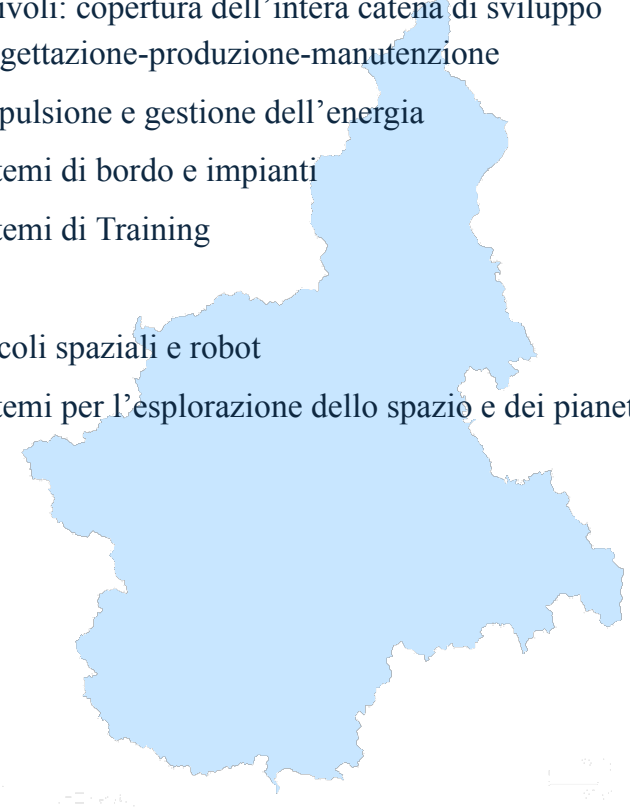 ivoli: copertura dell’intera catena di sviluppo
gettazione-produzione-manutenzione
pulsione e gestione dell’energia
temi di bordo e impianti
temi di Training
coli spaziali e robot
temi per l’esplorazione dello spazio e dei pianet